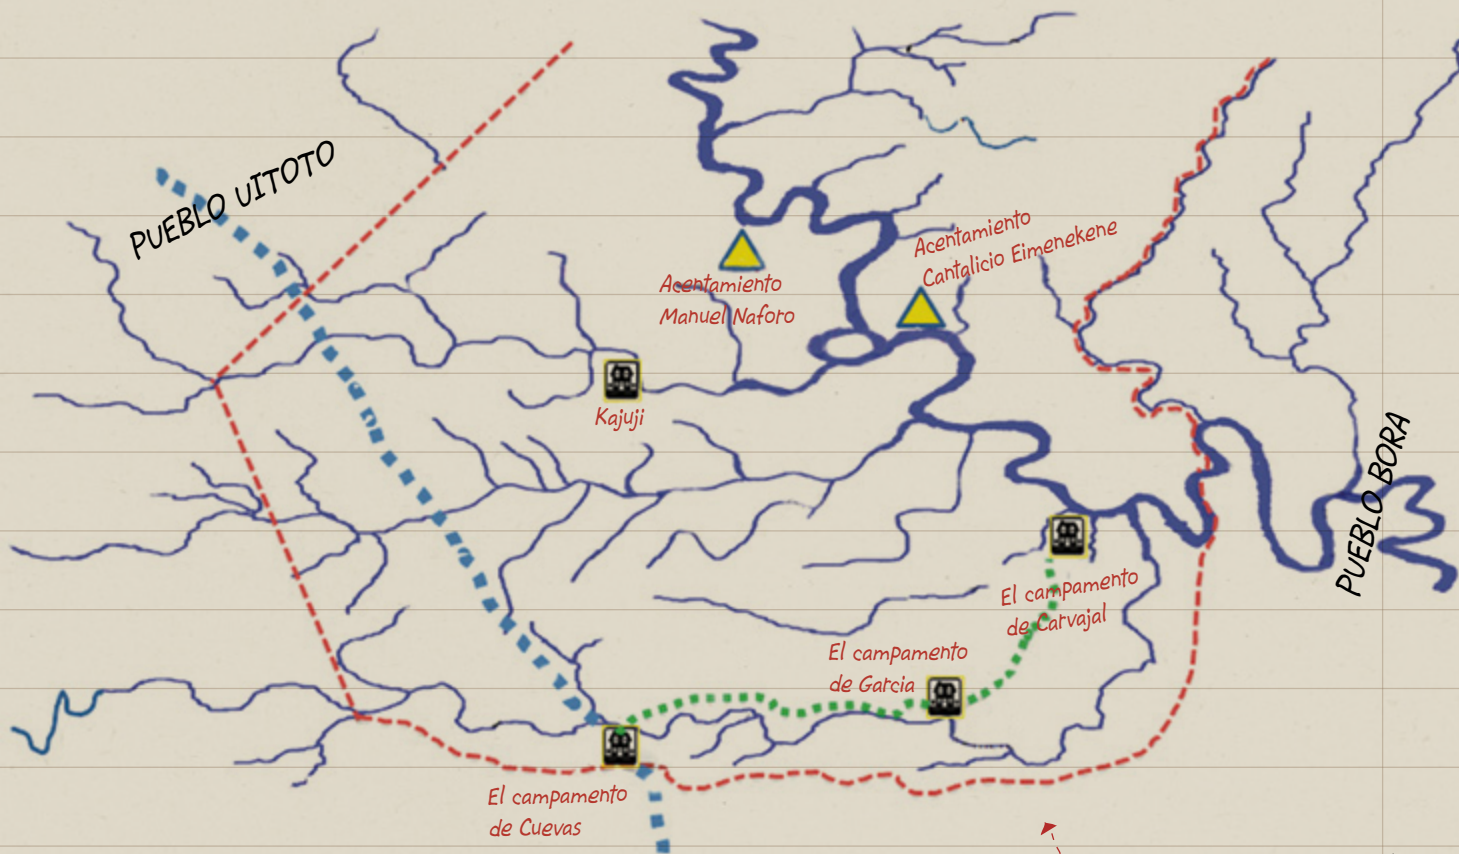 PUEBLO UITOTO
Acentamiento
Cantalicio Eimenekene
Acentamiento
Manuel Naforo
Kajuji
PUEBLO BORA
El campamento
de Carvajal
El campamento
de Garcia
El campamento
de Cuevas